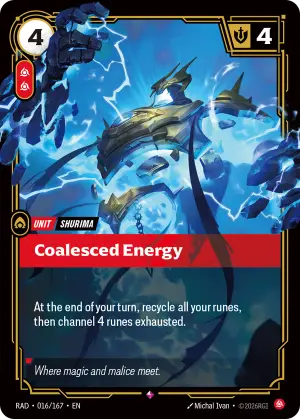 4
4
UNIT SHURIMA
Coalesced Energy
At the end of your turn, recycle all your runes,
then channel 4 runes exhausted.
Where magic and malice meet.
RAD • 016/167 • EN Michal Ivan • ©2026RGI